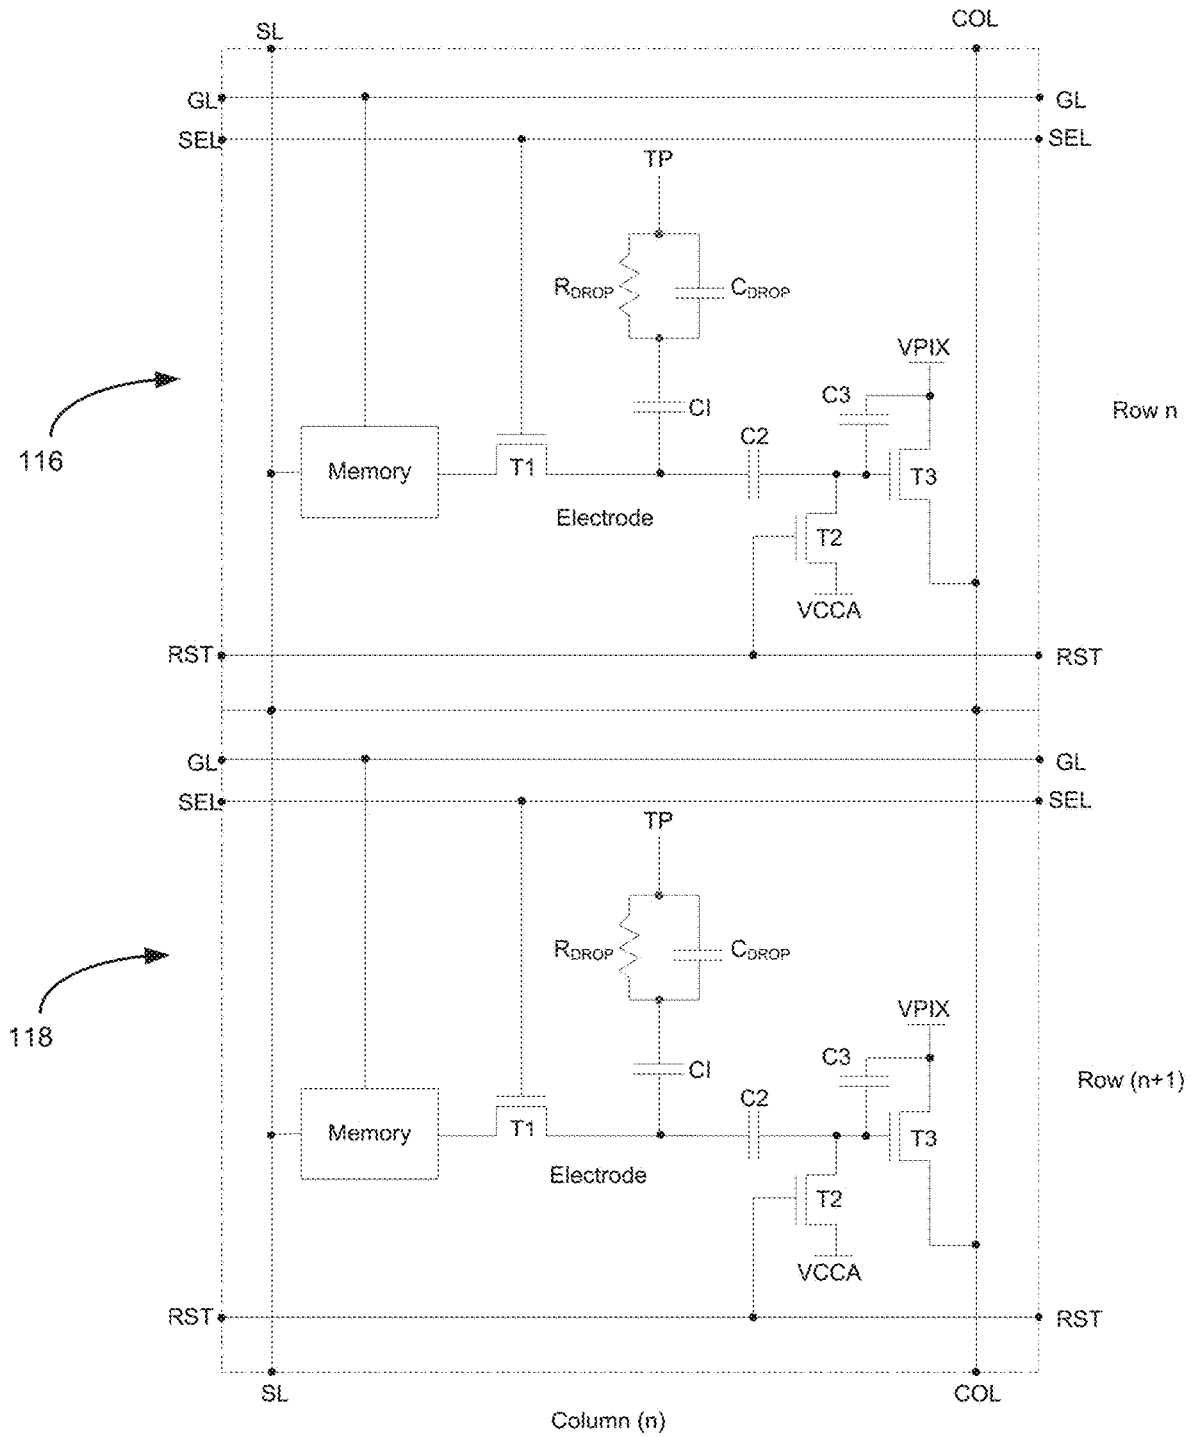 SL COL
GL GL
SEL SEL
TP
RDROP CDROP
VPIX
C3
CI
Row n
116
C2
Memory T1 T3
Electrode
T2
VCCA
RST RST
GL GL
SEL SEL
TP
RDROP CDROP
118
VPIX
C3
CI
Row (n+1)
C2
Memory T1 T3
Electrode
T2
VCCA
RST RST
SL COL
Column (n)